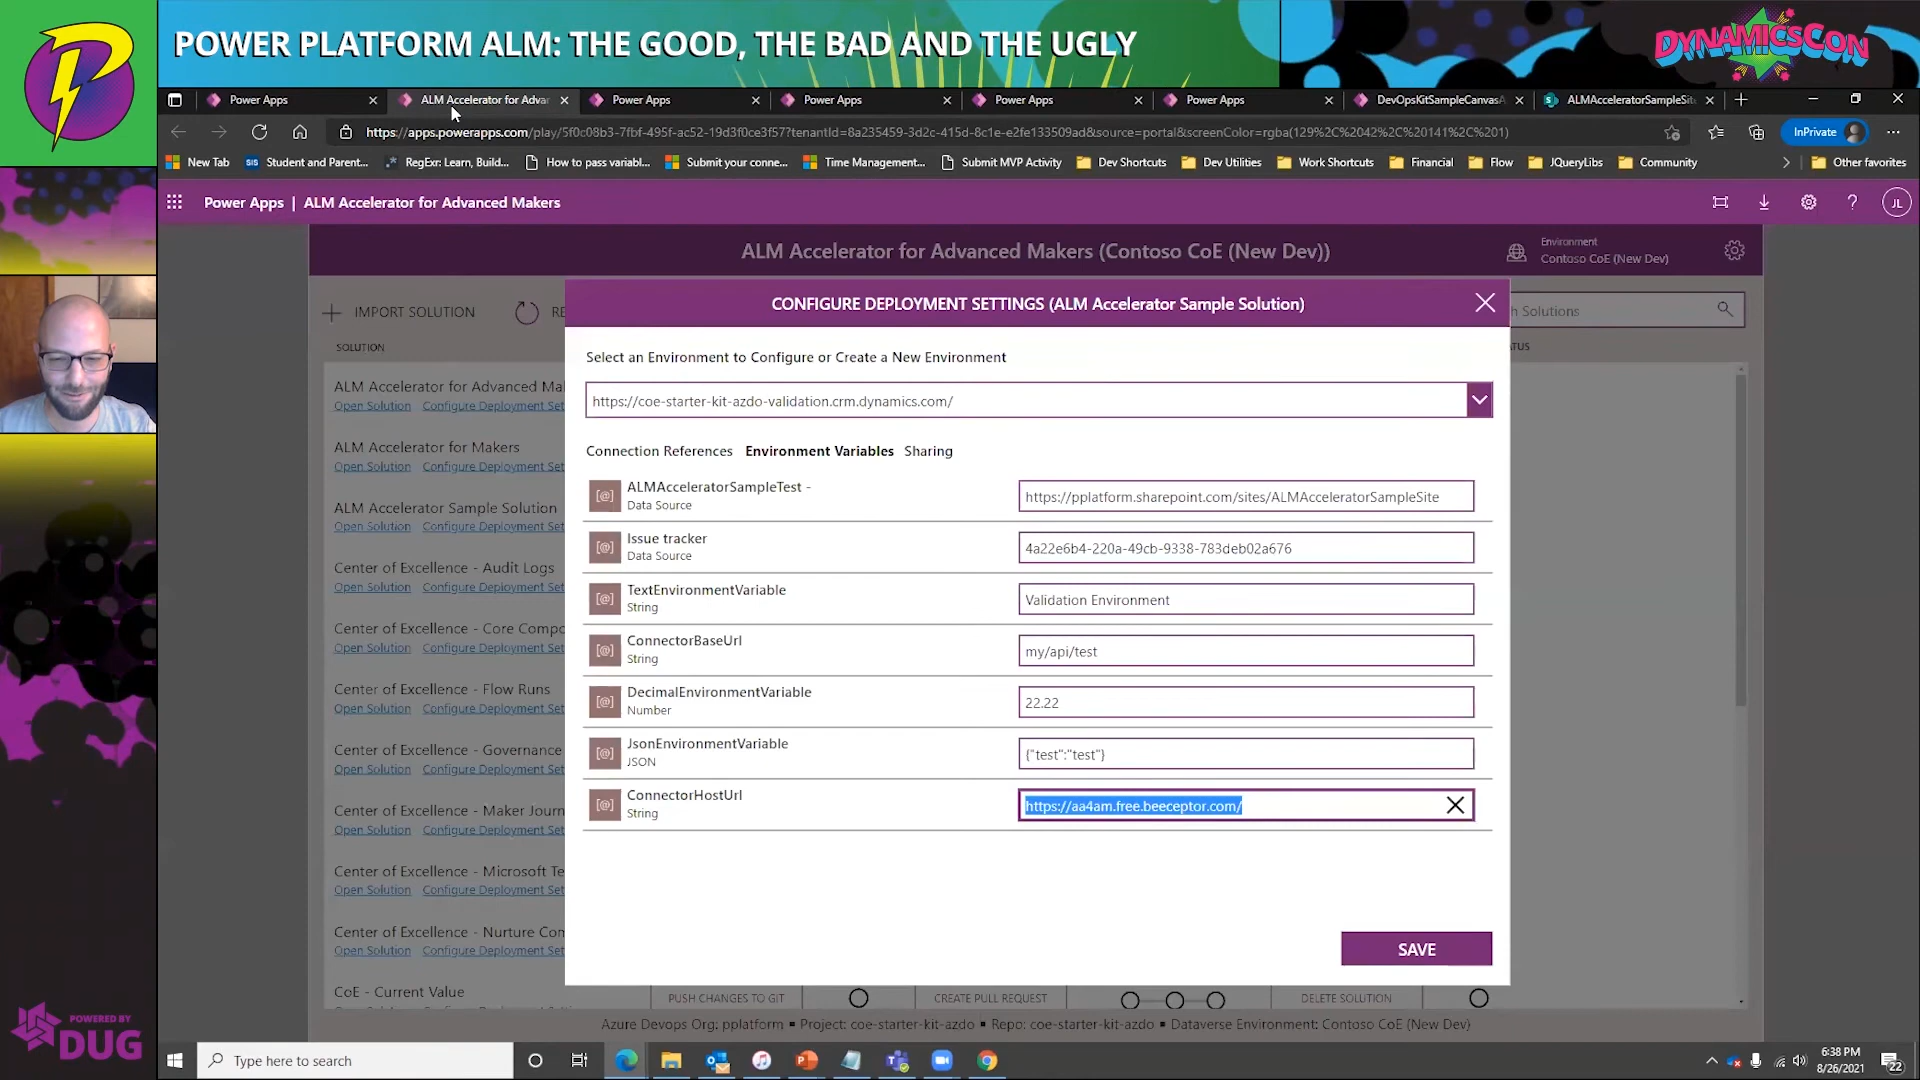 POWER PLATFORM ALM: THE GOOD, THE BAD AND THE UGLY
DYNAMICSCON
Power Apps
ALM Accelerator for Adva
Power Apps
Power Apps
Power Apps
Power Apps
DevOpsKitSampleCanvasA
ALMAcceleratorSampleSit
https://apps.powerapps.com/play/5f0c08b3-7fbf-495f-ac52-19d3f0ce3f57?tenantId=8a235459-3d2c-415d-8c1e-e2fe133509ad&source=portal&screenColor=rgba(129%2C%2042%2C%20141%2C%201)
InPrivate
New Tab
SIS
Student and Parent...
RegExr: Learn, Build...
How to pass variabl...
Submit your conne...
Time Management...
Submit MVP Activity
Dev Shortcuts
Dev Utilities
Work Shortcuts
Financial
Flow
JQueryLibs
Community
Other favorites
Power Apps | ALM Accelerator for Advanced Makers
JL
ALM Accelerator for Advanced Makers (Contoso CoE (New Dev))
Environment
Contoso CoE (New Dev)
IMPORT SOLUTION
RE
h Solutions
SOLUTION
TUS
CONFIGURE DEPLOYMENT SETTINGS (ALM Accelerator Sample Solution)
Select an Environment to Configure or Create a New Environment
https://coe-starter-kit-azdo-validation.crm.dynamics.com/
Connection References Environment Variables Sharing
[@]
ALMAcceleratorSampleTest -
Data Source
https://pplatform.sharepoint.com/sites/ALMAcceleratorSampleSite
[@]
Issue tracker
Data Source
4a22e6b4-220a-49cb-9338-783deb02a676
[@]
TextEnvironmentVariable
String
Validation Environment
[@]
ConnectorBaseUrl
String
my/api/test
[@]
DecimalEnvironmentVariable
Number
22.22
[@]
JsonEnvironmentVariable
JSON
{"test":"test"}
[@]
ConnectorHostUrl
String
https://aa4am.free.beeceptor.com/
SAVE
ALM Accelerator for Advanced Mal
Open Solution Configure Deployment Set
ALM Accelerator for Makers
Open Solution Configure Deployment Set
ALM Accelerator Sample Solution
Open Solution Configure Deployment Set
Center of Excellence - Audit Logs
Open Solution Configure Deployment Set
Center of Excellence - Core Compo
Open Solution Configure Deployment Set
Center of Excellence - Flow Runs
Open Solution Configure Deployment Set
Center of Excellence - Governance
Open Solution Configure Deployment Set
Center of Excellence - Maker Journ
Open Solution Configure Deployment Set
Center of Excellence - Microsoft Te
Open Solution Configure Deployment Set
Center of Excellence - Nurture Con
Open Solution Configure Deployment Set
CoE - Current Value
PUSH CHANGES TO GIT
CREATE PULL REQUEST
DELETE SOLUTION
Azure Devops Org: pplatform ▪ Project: coe-starter-kit-azdo ▪ Repo: coe-starter-kit-azdo ▪ Dataverse Environment: Contoso CoE (New Dev)
POWERED BY
DUG
Type here to search
6:38 PM
8/26/2021
22